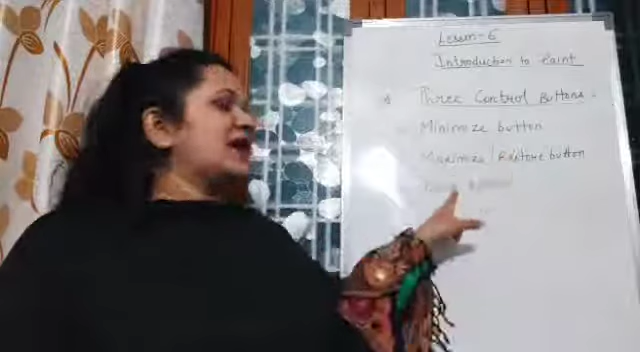 Lesson-6
Introduction to Paint
Three Control Buttons -
Minimize button
Maximize / Restore button